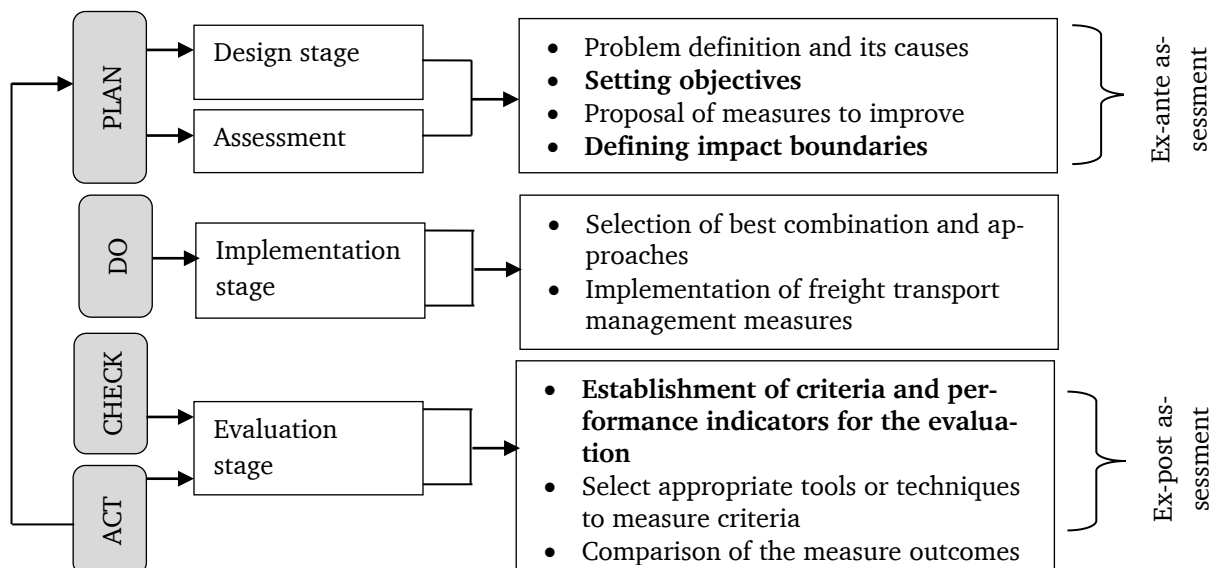 PLAN
Design stage
Assessment
• Problem definition and its causes
• Setting objectives
• Proposal of measures to improve
• Defining impact boundaries
Ex-ante as-
sessment
DO
Implementation
stage
• Selection of best combination and ap-
proaches
• Implementation of freight transport
management measures
CHECK
ACT
Evaluation
stage
• Establishment of criteria and per-
formance indicators for the evalua-
tion
• Select appropriate tools or techniques
to measure criteria
• Comparison of the measure outcomes
Ex-post as-
sessment